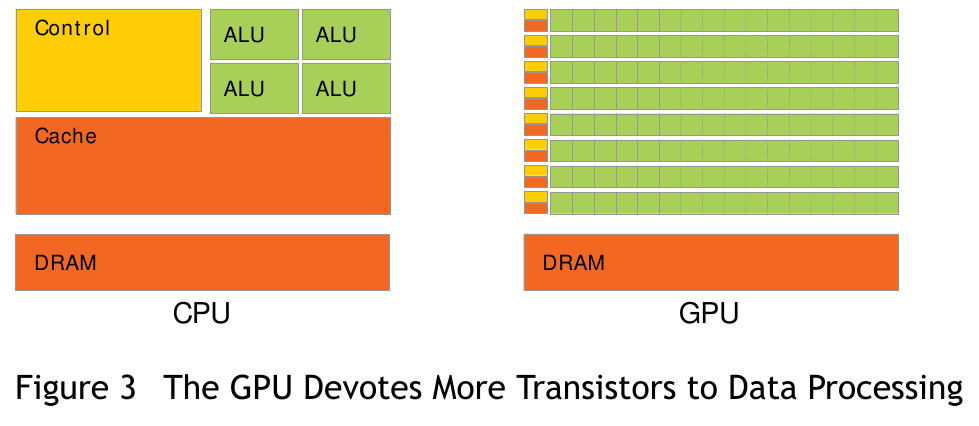 Control
ALU ALU
ALU ALU
Cache
DRAM
CPU
DRAM
GPU
Figure 3 The GPU Devotes More Transistors to Data Processing